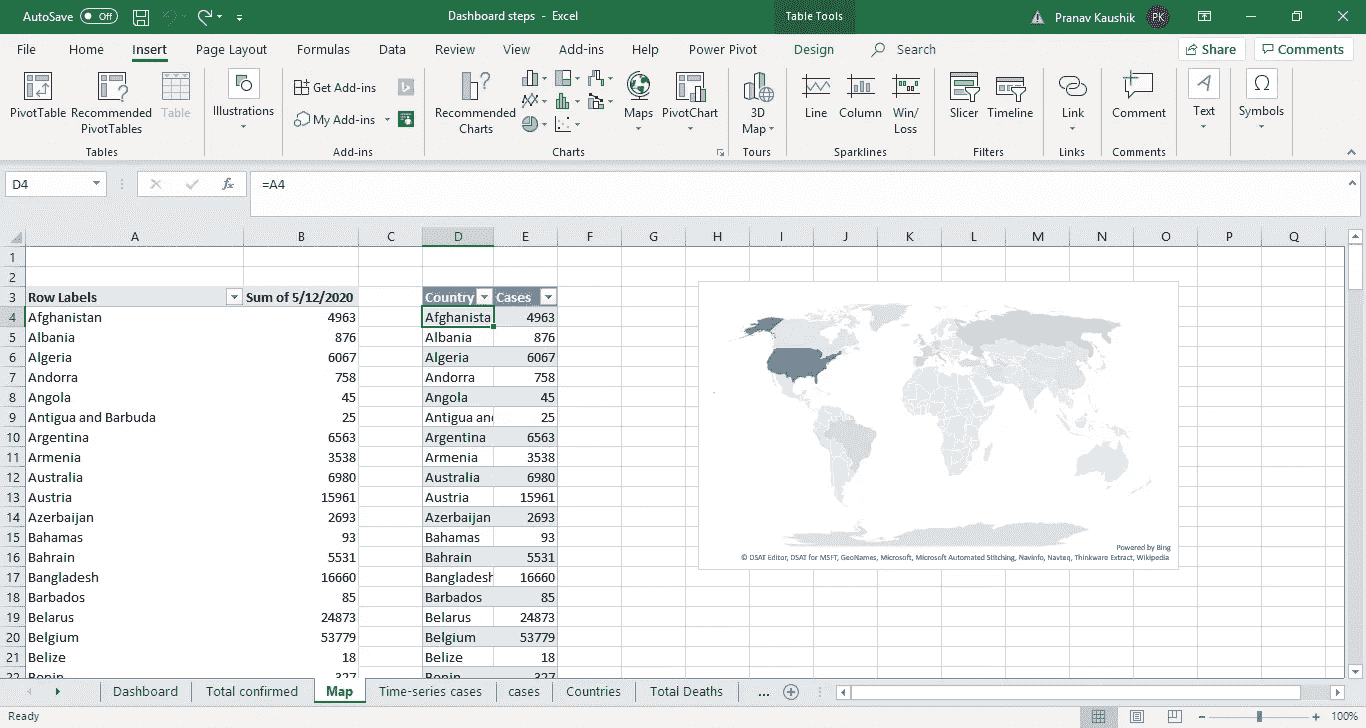 AutoSave Off Dashboard steps - Excel Table Tools Pranav Kaushik PK
File Home Insert Page Layout Formulas Data Review View Add-ins Help Power Pivot Design Search Share Comments
PivotTable Recommended PivotTables Table Illustrations Get Add-ins My Add-ins Recommended Charts Maps PivotChart 3D Map Line Column Win/Loss Slicer Timeline Link Comment Text Symbols
Tables Add-ins Charts Tours Sparklines Filters Links Comments
D4 fx =A4
A B C D E F G H I J K L M N O P Q
1
2
3 Row Labels Sum of 5/12/2020 Country Cases
4 Afghanistan 4963 Afghanista 4963
5 Albania 876 Albania 876
6 Algeria 6067 Algeria 6067
7 Andorra 758 Andorra 758
8 Angola 45 Angola 45
9 Antigua and Barbuda 25 Antigua and 25
10 Argentina 6563 Argentina 6563
11 Armenia 3538 Armenia 3538
12 Australia 6980 Australia 6980
13 Austria 15961 Austria 15961
14 Azerbaijan 2693 Azerbaijan 2693
15 Bahamas 93 Bahamas 93
16 Bahrain 5531 Bahrain 5531
17 Bangladesh 16660 Bangladesh 16660
18 Barbados 85 Barbados 85
19 Belarus 24873 Belarus 24873
20 Belgium 53779 Belgium 53779
21 Belize 18 Belize 18
22 Benin 327 Benin 327
Powered by Bing
© DSAT Editor, DSAT for MSFT, GeoNames, Microsoft, Microsoft Automated Stitching, Navinfo, Navteq, Thinkware Extract, Wikipedia
Dashboard Total confirmed Map Time-series cases cases Countries Total Deaths ...
Ready 100%